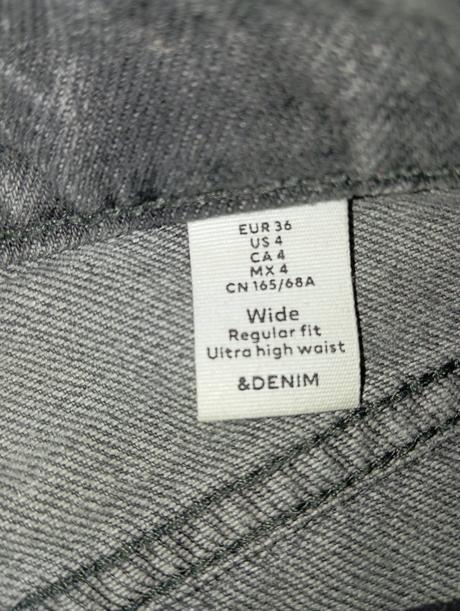 EUR 36
US 4
CA 4
MX 4
CN 165/68A
Wide
Regular fit
Ultra high waist
&DENIM